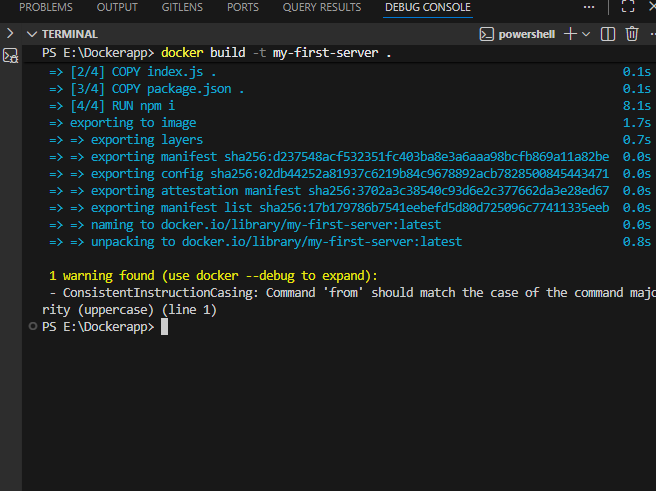 PROBLEMS OUTPUT GITLENS PORTS QUERY RESULTS DEBUG CONSOLE
TERMINAL powershell
PS E:\Dockerapp> docker build -t my-first-server .
=> [2/4] COPY index.js . 0.1s
=> [3/4] COPY package.json . 0.1s
=> [4/4] RUN npm i 8.1s
=> exporting to image 1.7s
=> => exporting layers 0.7s
=> => exporting manifest sha256:d237548acf532351fc403ba8e3a6aaa98bcfb869a11a82be 0.0s
=> => exporting config sha256:02db44252a81937c6219b84c9678892acb7828500845443471 0.0s
=> => exporting attestation manifest sha256:3702a3c38540c93d6e2c377662da3e28ed67 0.0s
=> => exporting manifest list sha256:17b179786b7541eebefd5d80d725096c77411335eeb 0.0s
=> => naming to docker.io/library/my-first-server:latest 0.0s
=> => unpacking to docker.io/library/my-first-server:latest 0.8s
1 warning found (use docker --debug to expand):
- ConsistentInstructionCasing: Command 'from' should match the case of the command majo
rity (uppercase) (line 1)
PS E:\Dockerapp>